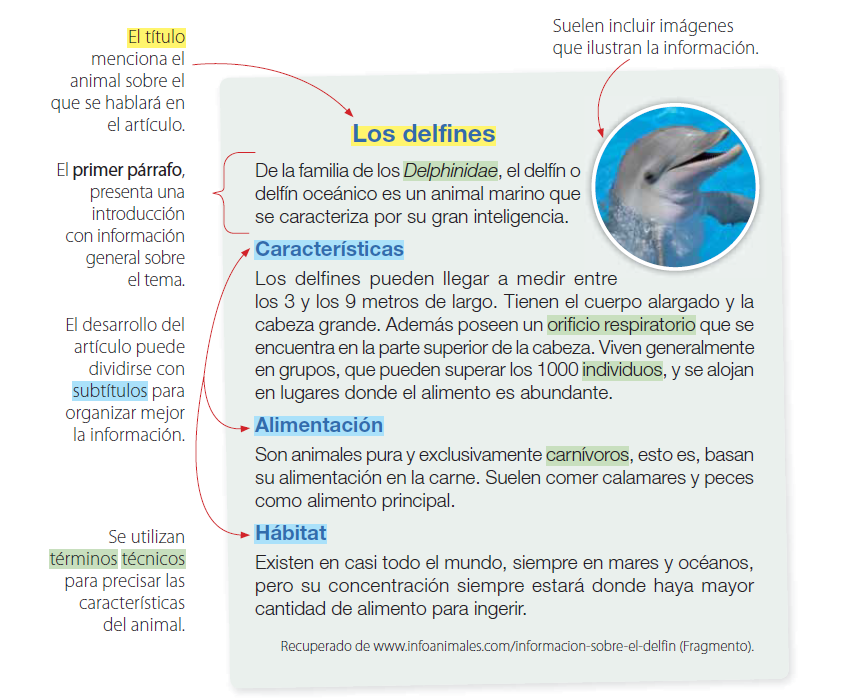 El título
menciona el
animal sobre el
que se hablará en
el artículo.
Suelen incluir imágenes
que ilustran la información.
Los delfines
El primer párrafo,
presenta una
introducción
con información
general sobre
el tema.
De la familia de los Delphinidae, el delfín o
delfín oceánico es un animal marino que
se caracteriza por su gran inteligencia.
Características
Los delfines pueden llegar a medir entre
los 3 y los 9 metros de largo. Tienen el cuerpo alargado y la
cabeza grande. Además poseen un orificio respiratorio que se
encuentra en la parte superior de la cabeza. Viven generalmente
en grupos, que pueden superar los 1000 individuos, y se alojan
en lugares donde el alimento es abundante.
El desarrollo del
artículo puede
dividirse con
subtítulos para
organizar mejor
la información.
Alimentación
Son animales pura y exclusivamente carnívoros, esto es, basan
su alimentación en la carne. Suelen comer calamares y peces
como alimento principal.
Hábitat
Existen en casi todo el mundo, siempre en mares y océanos,
pero su concentración siempre estará donde haya mayor
cantidad de alimento para ingerir.
Se utilizan
términos técnicos
para precisar las
características
del animal.
Recuperado de www.infoanimales.com/informacion-sobre-el-delfin (Fragmento).